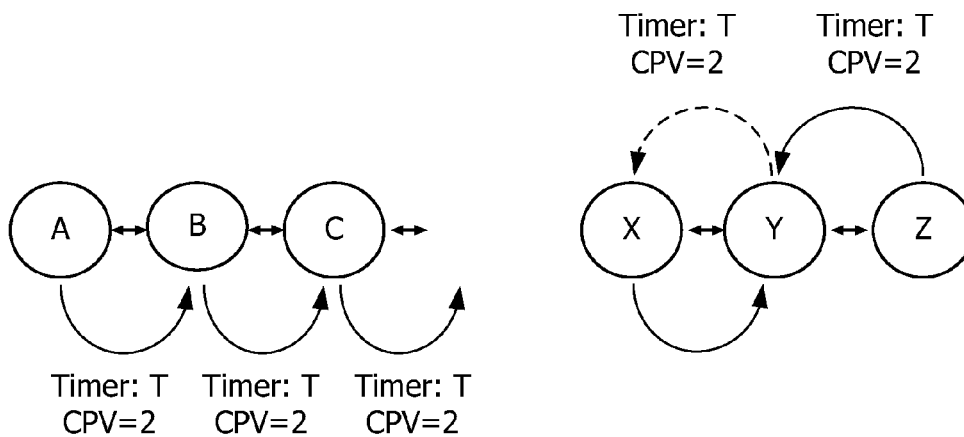 Timer: T Timer: T
CPV=2 CPV=2
A B C X Y Z
Timer: T Timer: T Timer: T
CPV=2 CPV=2 CPV=2